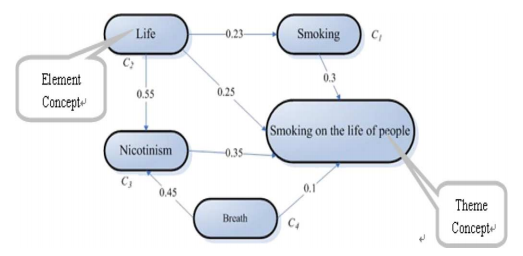 Life
0.23
Smoking
C1
C2
Element
Concept↵
0.55
0.25
0.3
Smoking on the life of people
Nicotinism
0.35
C3
0.45
Breath
0.1
C4
Theme
Concept↵
↵